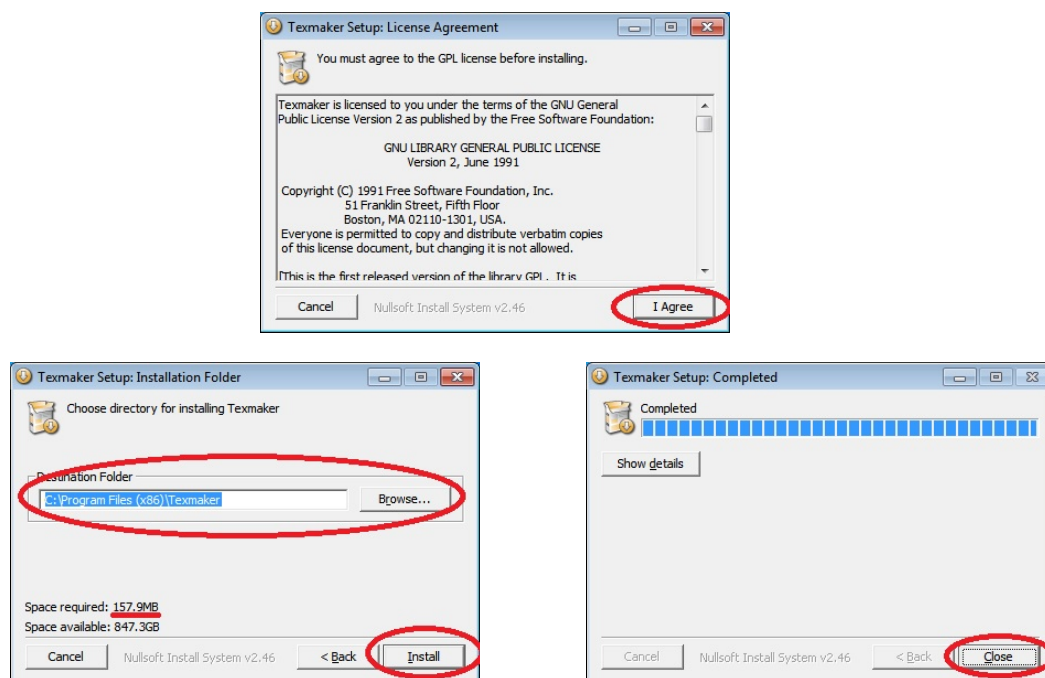 Texmaker Setup: License Agreement
You must agree to the GPL license before installing.
Texmaker is licensed to you under the terms of the GNU General
Public License Version 2 as published by the Free Software Foundation:
GNU LIBRARY GENERAL PUBLIC LICENSE
Version 2, June 1991
Copyright (C) 1991 Free Software Foundation, Inc.
51 Franklin Street, Fifth Floor
Boston, MA 02110-1301, USA.
Everyone is permitted to copy and distribute verbatim copies
of this license document, but changing it is not allowed.
[This is the first released version of the library GPL. It is
Cancel Nullsoft Install System v2.46 I Agree
Texmaker Setup: Installation Folder
Choose directory for installing Texmaker
Destination Folder
C:\Program Files (x86)\Texmaker Browse...
Space required: 157.9MB
Space available: 847.3GB
Cancel Nullsoft Install System v2.46 < Back Install
Texmaker Setup: Completed
Completed
Show details
Cancel Nullsoft Install System v2.46 < Back Close